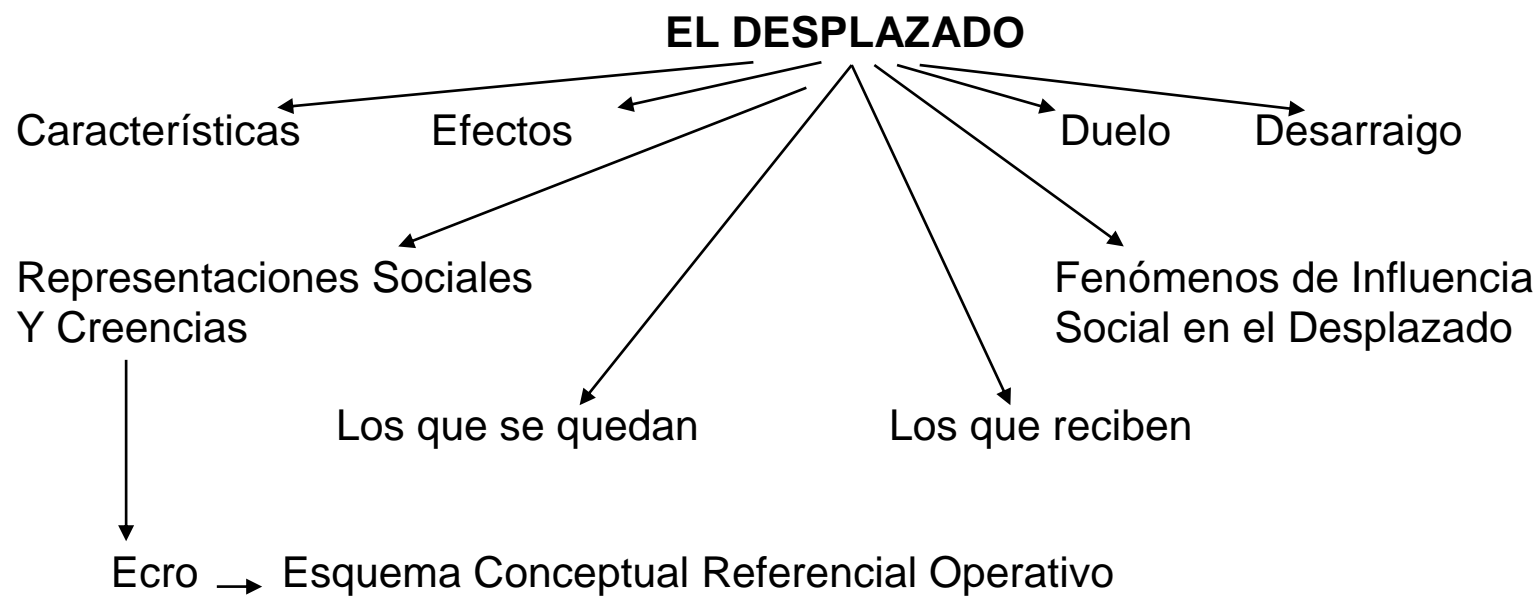 EL DESPLAZADO
Características Efectos Duelo Desarraigo
Representaciones Sociales
Y Creencias
Fenómenos de Influencia
Social en el Desplazado
Los que se quedan Los que reciben
Ecro Esquema Conceptual Referencial Operativo